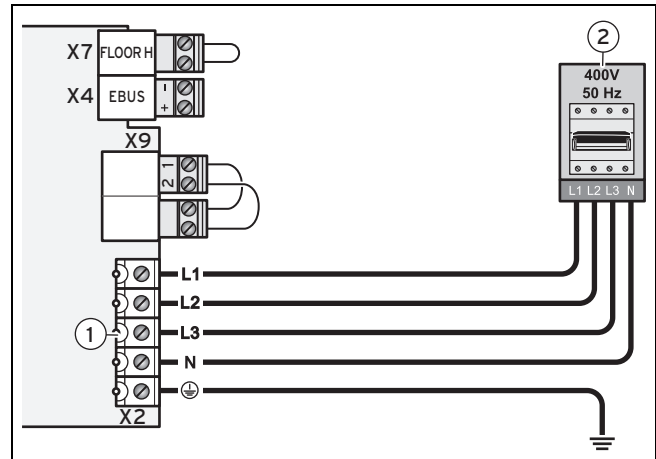 X7 FLOOR H
X4 EBUS - +
X9
1
2
2
400V
50 Hz
L1 L2 L3 N
L1
L2
L3
N
1
X2